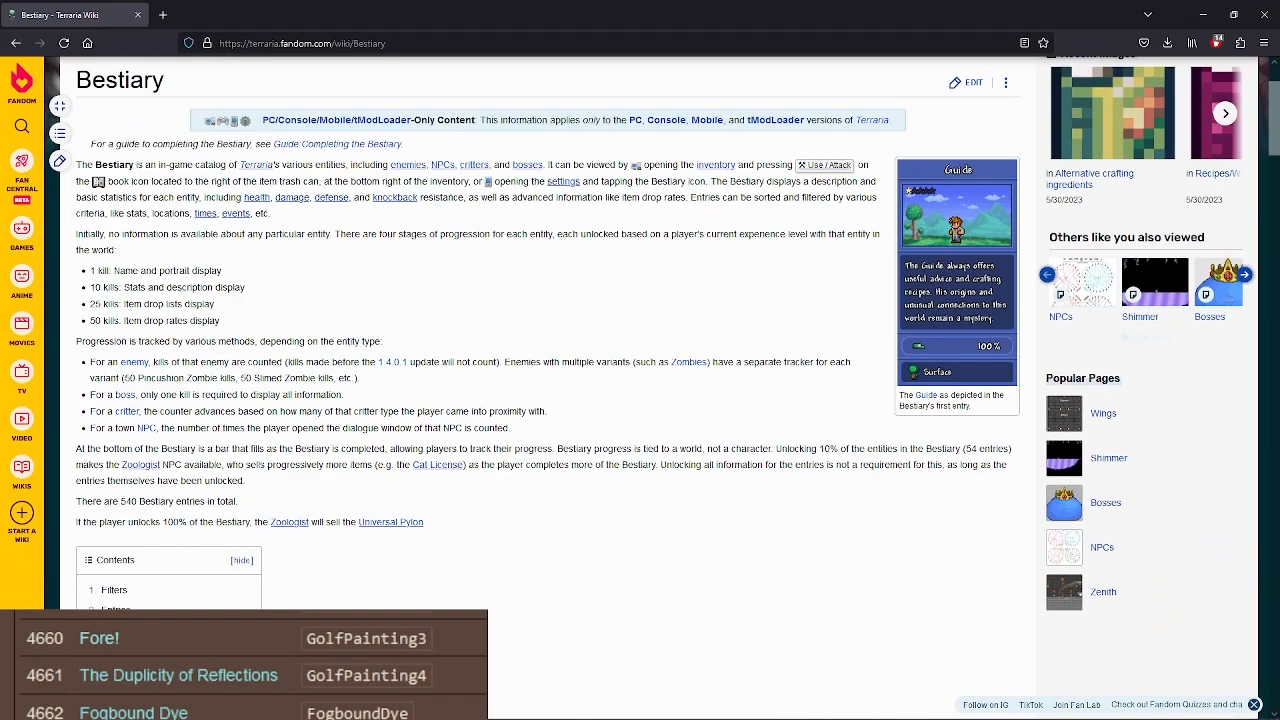 Bestiary - Terraria Wiki
https://terraria.fandom.com/wiki/Bestiary
14
FANDOM
FAN CENTRAL
BETA
GAMES
ANIME
MOVIES
TV
VIDEO
WIKIS
START A WIKI
Bestiary
EDIT
PC/Console/Mobile/tModLoader-Only Content: This information applies only to the PC, Console, Mobile, and tModLoader versions of Terraria.
For a guide to completing the Bestiary, see Guide:Completing the Bestiary.
The Bestiary is an in-game catalog of Terraria's various entities, including enemies, NPCs, critters, and bosses. It can be viewed by opening the inventory and pressing Use / Attack on
the book icon located to the right of the item trash can, at the bottom right of the inventory, or opening the settings and tapping the Bestiary icon. The Bestiary displays a description and
basic statistics for each entity, including health, damage, defense, and knockback resistance, as well as advanced information like item drop rates. Entries can be sorted and filtered by various
criteria, like stats, locations, times, events, etc.
Initially, no information is available about any particular entity. There are four stages of progression for each entity, each unlocked based on a player's current experience level with that entity in
the world:
1 kill: Name and portrait display
10 kills: Stats and description display
25 kills: Item drop lists display
50 kills: Item drop rates display
Progression is tracked by various methods, depending on the entity type:
For an enemy, kills of that enemy are counted (kills made before the 1.4.0.1 update will not count). Enemies with multiple variants (such as Zombies) have a separate tracker for each
variant (50 Pincushion Zombie kills, 50 Slimed Zombie kills, etc.).
For a boss, only one kill is required to display all information.
For a critter, the counter advances based on how many of that critter type the player has come into proximity with.
For a town NPC, the number of times the player has opened the chat window of that NPC is counted.
At the bottom of the Bestiary is a bar that fills as the Bestiary is completed, allowing players to track their progress. Bestiary progress is tied to a world, not a character. Unlocking 10% of the entities in the Bestiary (54 entries)
makes the Zoologist NPC available, who sells progressively more items (e.g. the Cat License) as the player completes more of the Bestiary. Unlocking all information for the entities is not a requirement for this, as long as the
entries themselves have been unlocked.
There are 540 Bestiary entries in total.
If the player unlocks 100% of the Bestiary, the Zoologist will sell the Universal Pylon
Contents [hide]
1. Filters
Guide
The Guide always offers
useful advice and crafting
recipes. His origins and
unusual connections to this
world remain a mystery.
100%
Surface
The Guide as depicted in the
Bestiary's first entry.
in Alternative crafting
ingredients
5/30/2023
in Recipes/W
5/30/2023
Others like you also viewed
NPCs
Shimmer
Bosses
Popular Pages
Wings
Shimmer
Bosses
NPCs
Zenith
4660 Fore! GolfPainting3
4661 The Duplicity of Reflections GolfPainting4
4662 Fogbound Dye FogboundDye
Follow on IG TikTok Join Fan Lab Check out Fandom Quizzes and cha